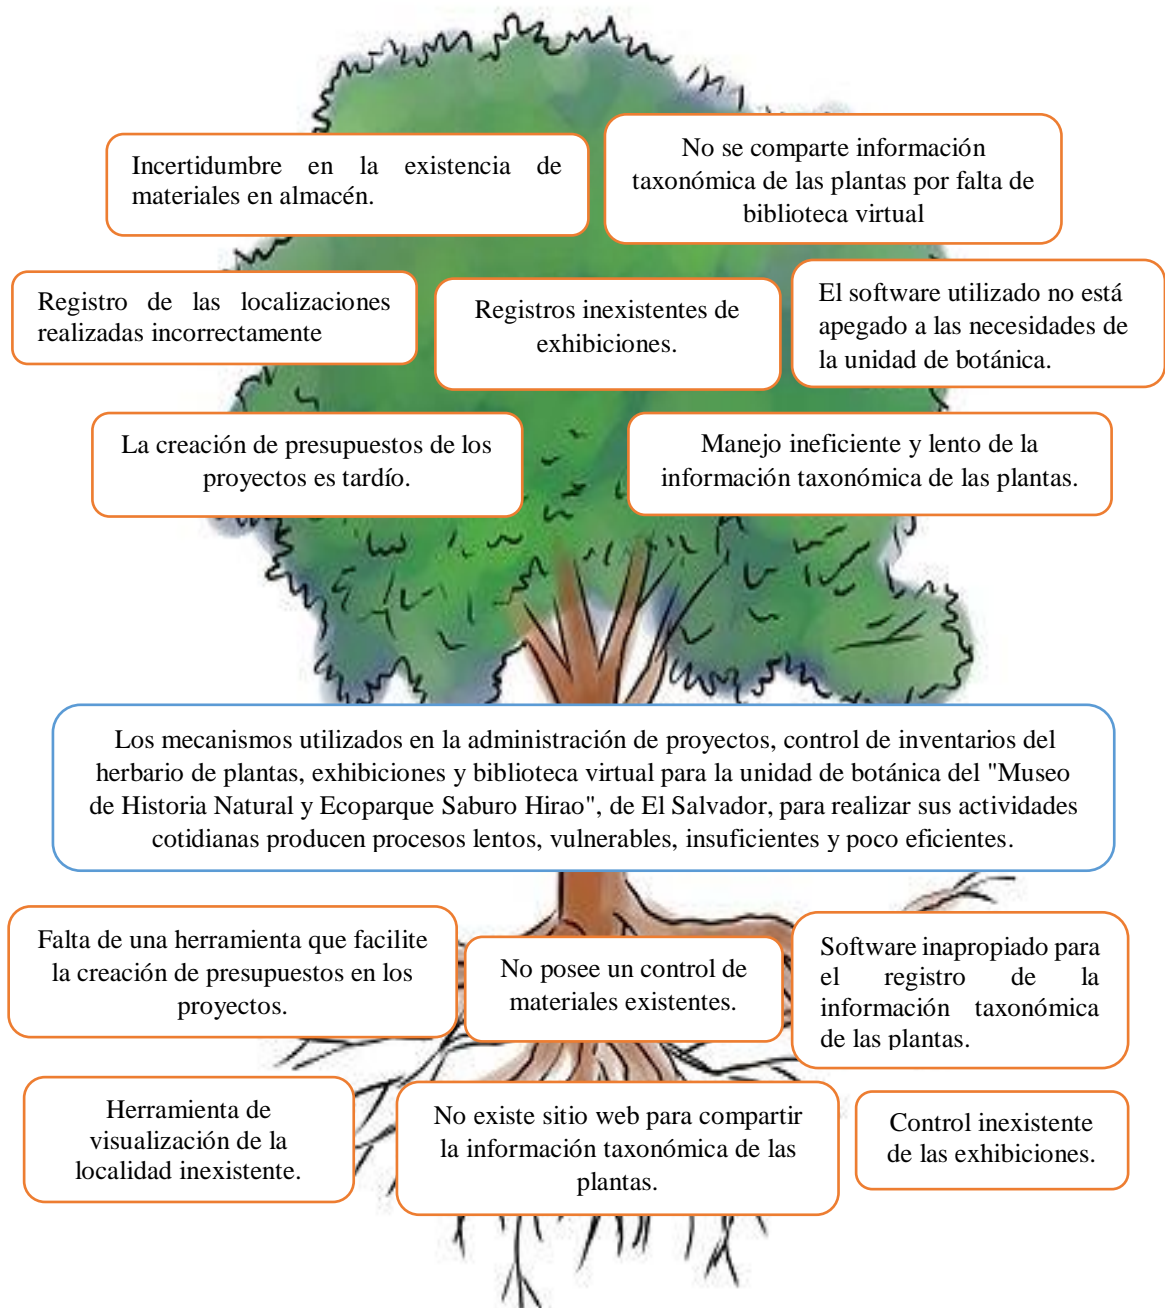 Incertidumbre en la existencia de
materiales en almacén.
No se comparte información
taxonómica de las plantas por falta de
biblioteca virtual
Registro de las localizaciones
realizadas incorrectamente
Registros inexistentes de
exhibiciones.
El software utilizado no está
apegado a las necesidades de
la unidad de botánica.
La creación de presupuestos de los
proyectos es tardío.
Manejo ineficiente y lento de la
información taxonómica de las plantas.
Los mecanismos utilizados en la administración de proyectos, control de inventarios del
herbario de plantas, exhibiciones y biblioteca virtual para la unidad de botánica del "Museo
de Historia Natural y Ecoparque Saburo Hirao", de El Salvador, para realizar sus actividades
cotidianas producen procesos lentos, vulnerables, insuficientes y poco eficientes.
Falta de una herramienta que facilite
la creación de presupuestos en los
proyectos.
No posee un control de
materiales existentes.
Software inapropiado para
el registro de la
información taxonómica
de las plantas.
Herramienta de
visualización de la
localidad inexistente.
No existe sitio web para compartir
la información taxonómica de las
plantas.
Control inexistente
de las exhibiciones.